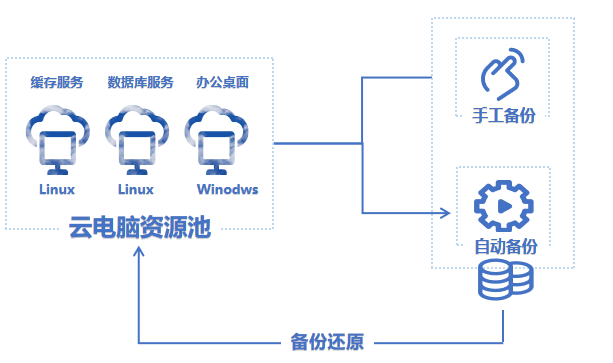 缓存服务 数据库服务 办公桌面
Linux Linux Winodws
云电脑资源池
手工备份
自动备份
备份还原